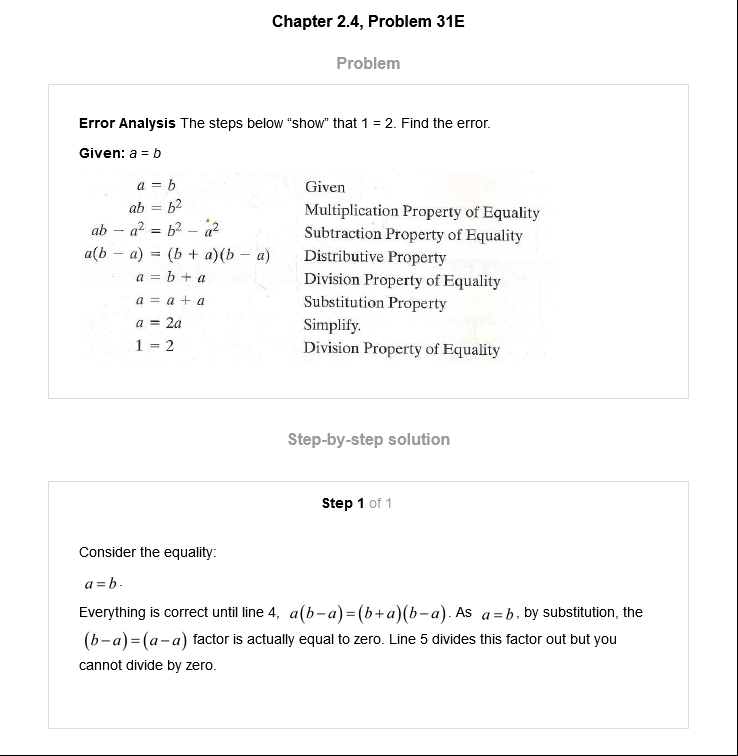 Chapter 2.4, Problem 31E
Problem
Error Analysis The steps below “show” that 1 = 2. Find the error.
Given: a = b
a = b Given
ab = b² Multiplication Property of Equality
ab − a² = b² − a² Subtraction Property of Equality
a(b − a) = (b + a)(b − a) Distributive Property
a = b + a Division Property of Equality
a = a + a Substitution Property
a = 2a Simplify.
1 = 2 Division Property of Equality
Step-by-step solution
Step 1 of 1
Consider the equality:
a = b.
Everything is correct until line 4, a(b−a)=(b+a)(b−a). As a=b, by substitution, the
(b−a)=(a−a) factor is actually equal to zero. Line 5 divides this factor out but you
cannot divide by zero.